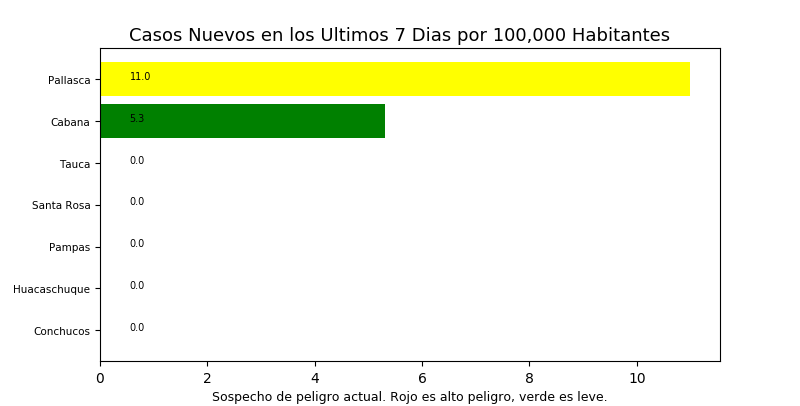 Casos Nuevos en los Ultimos 7 Dias por 100,000 Habitantes
Pallasca 11.0
Cabana 5.3
Tauca 0.0
Santa Rosa 0.0
Pampas 0.0
Huacaschuque 0.0
Conchucos 0.0
0 2 4 6 8 10
Sospecho de peligro actual. Rojo es alto peligro, verde es leve.